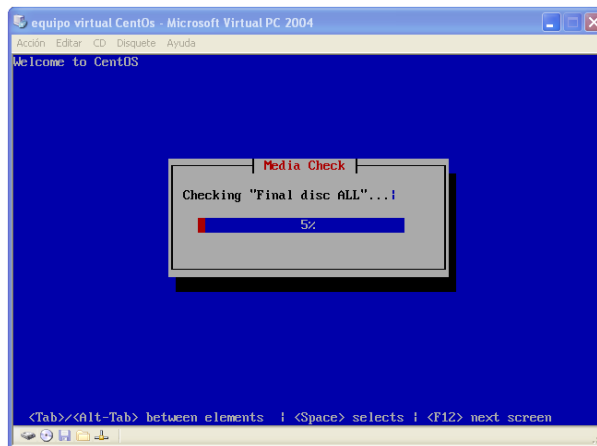 equipo virtual CentOs - Microsoft Virtual PC 2004
Acción Editar CD Disquete Ayuda
Welcome to CentOS
Media Check
Checking "Final disc ALL"...¦
5%
<Tab>/<Alt-Tab> between elements ¦ <Space> selects ¦ <F12> next screen